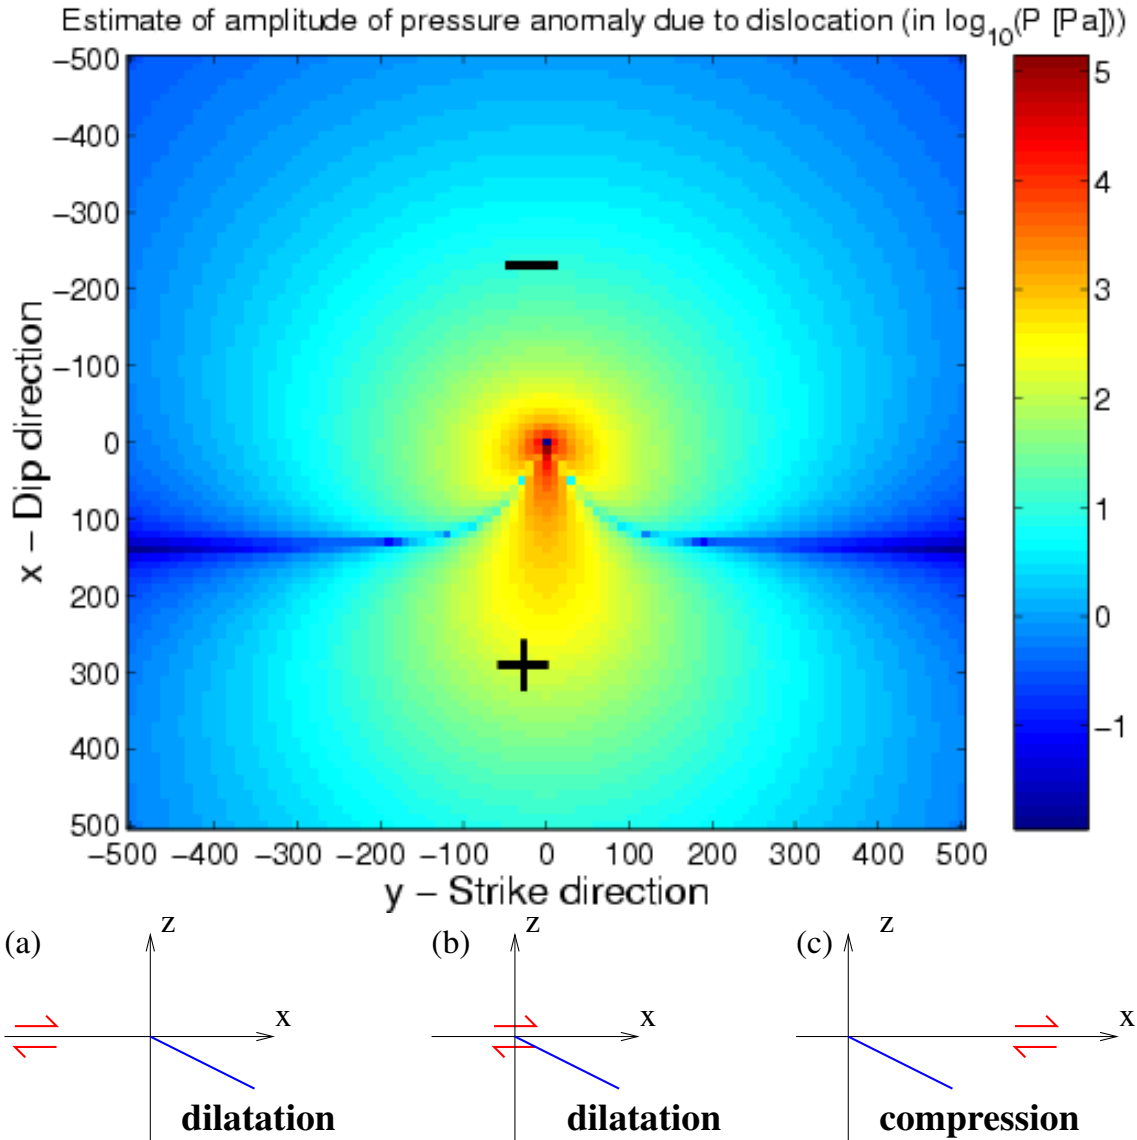 Estimate of amplitude of pressure anomaly due to dislocation (in log10(P [Pa]))
−500
−400
−300
−200
−100
0
100
200
300
400
500
x − Dip direction
−
+
−500 −400 −300 −200 −100 0 100 200 300 400 500
y − Strike direction
5
4
3
2
1
0
−1
(a) z x
dilatation
(b) z x
dilatation
(c) z x
compression